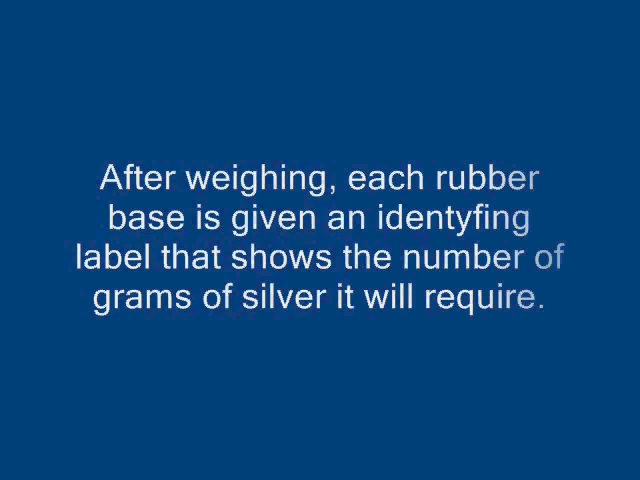 After weighing, each rubber
base is given an identyfing
label that shows the number of
grams of silver it will require.